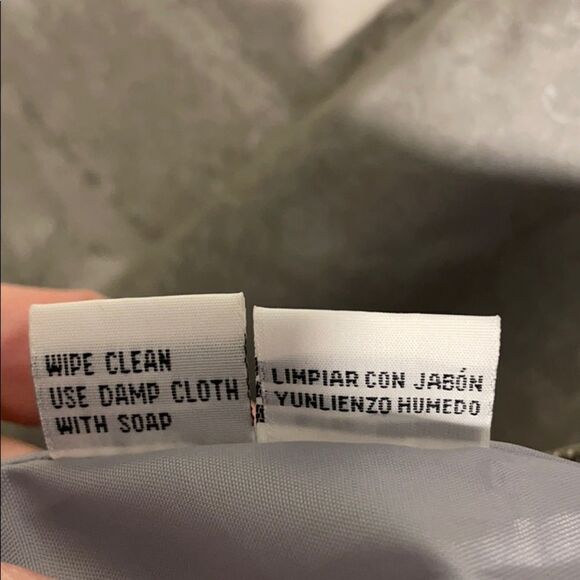 WIPE CLEAN
USE DAMP CLOTH
WITH SOAP
LIMPIAR CON JABÓN
YUNLIENZO HUMEDO